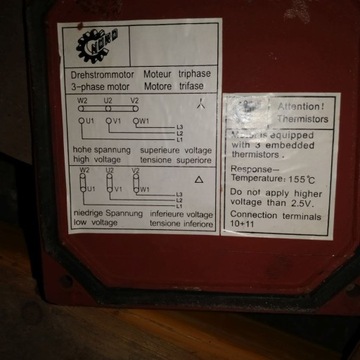 HOYO
Drehstrommotor Moteur triphase
3-phase motor Motore trifase
W2 U2 V2
U1 V1 W1
L3
L2
L1
hohe spannung superieure voltage
high voltage tensione superiore
W2 U2 V2
U1 V1 W1
L3
L2
L1
niedrige Spannung inferieure voltage
low voltage tensione inferiore
Attention!
Thermistors
Motor is equipped
with 3 embedded
thermistors.
Response-
Temperature: 155°C
Do not apply higher
voltage than 2.5V.
Connection terminals
10+11